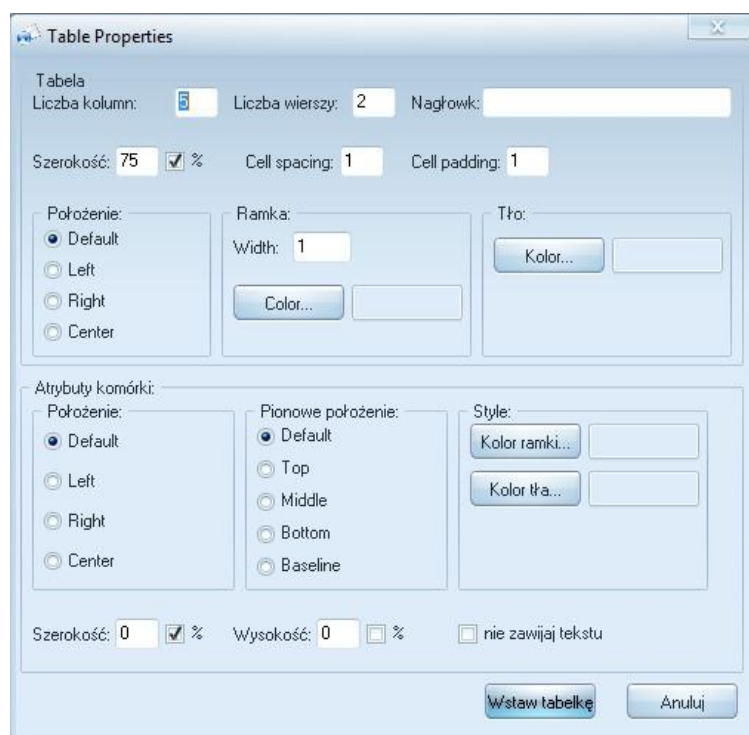 Table Properties
Tabela
Liczba kolumn: 5 Liczba wierszy: 2 Nagłowk:
Szerokość: 75 % Cell spacing: 1 Cell padding: 1
Położenie: Ramka: Tło:
Default Width: 1 Kolor...
Left
Right Color...
Center
Atrybuty komórki:
Położenie: Pionowe położenie: Style:
Default Default Kolor ramki...
Left Top Kolor tła...
Right Middle
Center Bottom
Baseline
Szerokość: 0 % Wysokość: 0 % nie zawijaj tekstu
Wstaw tabelkę Anuluj